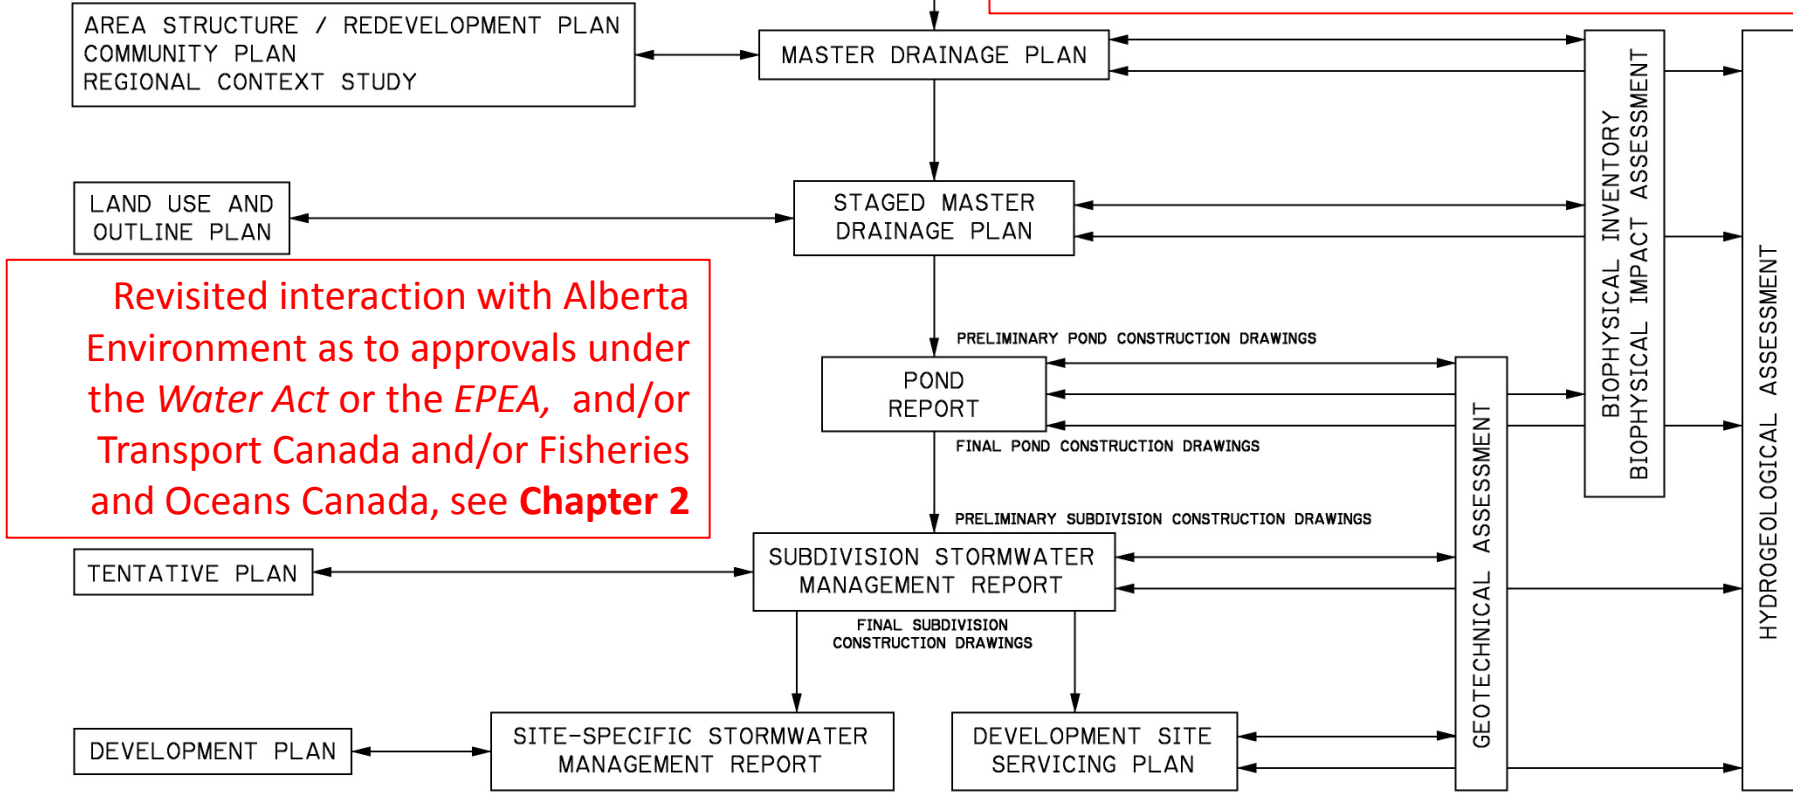 AREA STRUCTURE / REDEVELOPMENT PLAN
COMMUNITY PLAN
REGIONAL CONTEXT STUDY
MASTER DRAINAGE PLAN
LAND USE AND
OUTLINE PLAN
STAGED MASTER
DRAINAGE PLAN
Revisited interaction with Alberta
Environment as to approvals under
the Water Act or the EPEA, and/or
Transport Canada and/or Fisheries
and Oceans Canada, see Chapter 2
PRELIMINARY POND CONSTRUCTION DRAWINGS
POND
REPORT
FINAL POND CONSTRUCTION DRAWINGS
PRELIMINARY SUBDIVISION CONSTRUCTION DRAWINGS
TENTATIVE PLAN
SUBDIVISION STORMWATER
MANAGEMENT REPORT
FINAL SUBDIVISION
CONSTRUCTION DRAWINGS
DEVELOPMENT PLAN
SITE-SPECIFIC STORMWATER
MANAGEMENT REPORT
DEVELOPMENT SITE
SERVICING PLAN
GEOTECHNICAL ASSESSMENT
BIOPHYSICAL INVENTORY
BIOPHYSICAL IMPACT ASSESSMENT
HYDROGEOLOGICAL ASSESSMENT